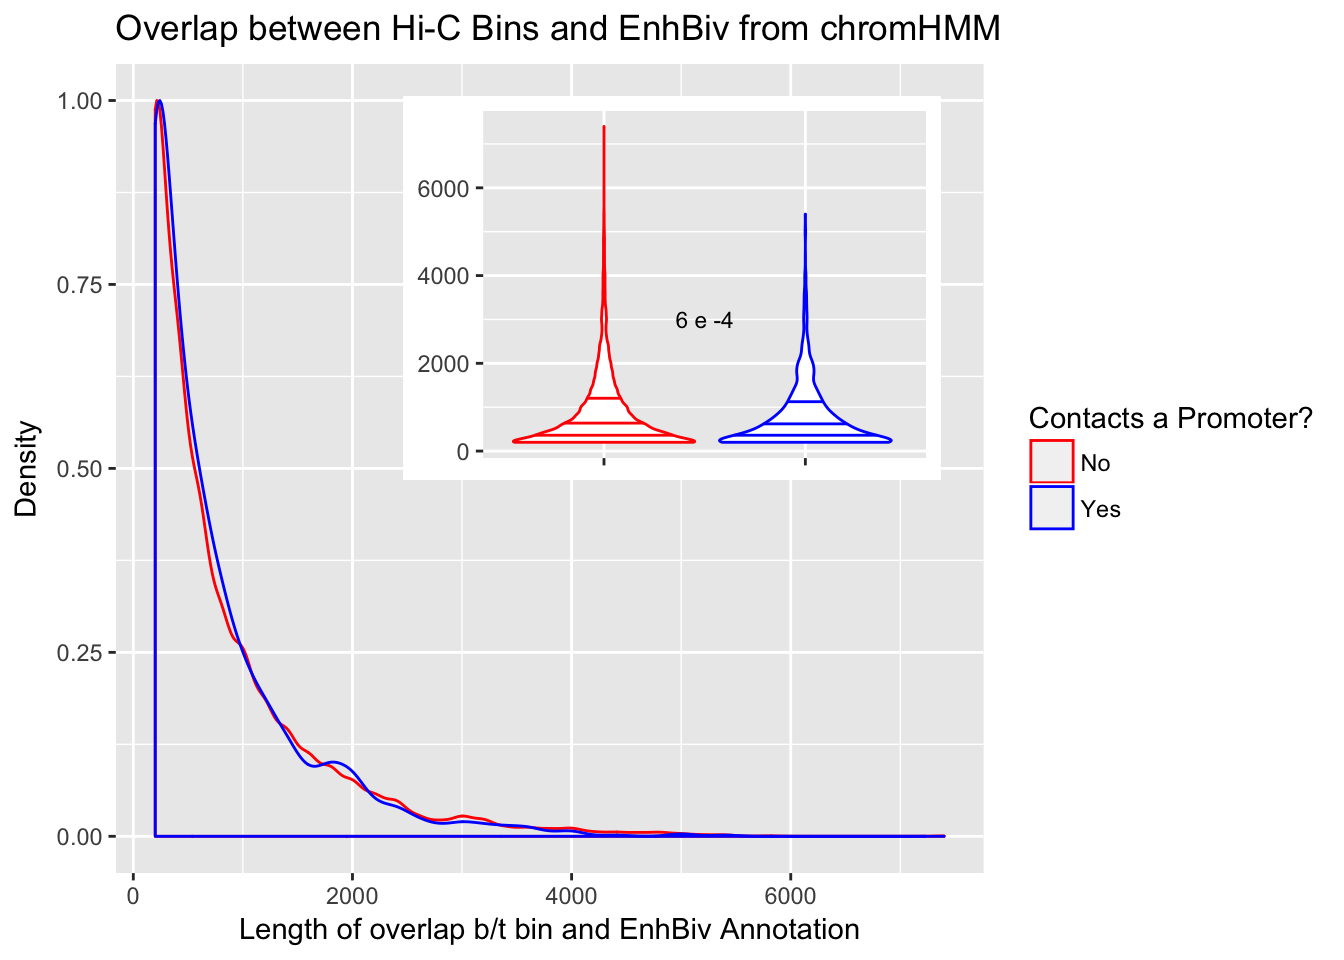 Overlap between Hi-C Bins and EnhBiv from chromHMM
Density
1.00
0.75
0.50
0.25
0.00
6000
4000
2000
0
6 e -4
Contacts a Promoter?
No
Yes
0 2000 4000 6000
Length of overlap b/t bin and EnhBiv Annotation